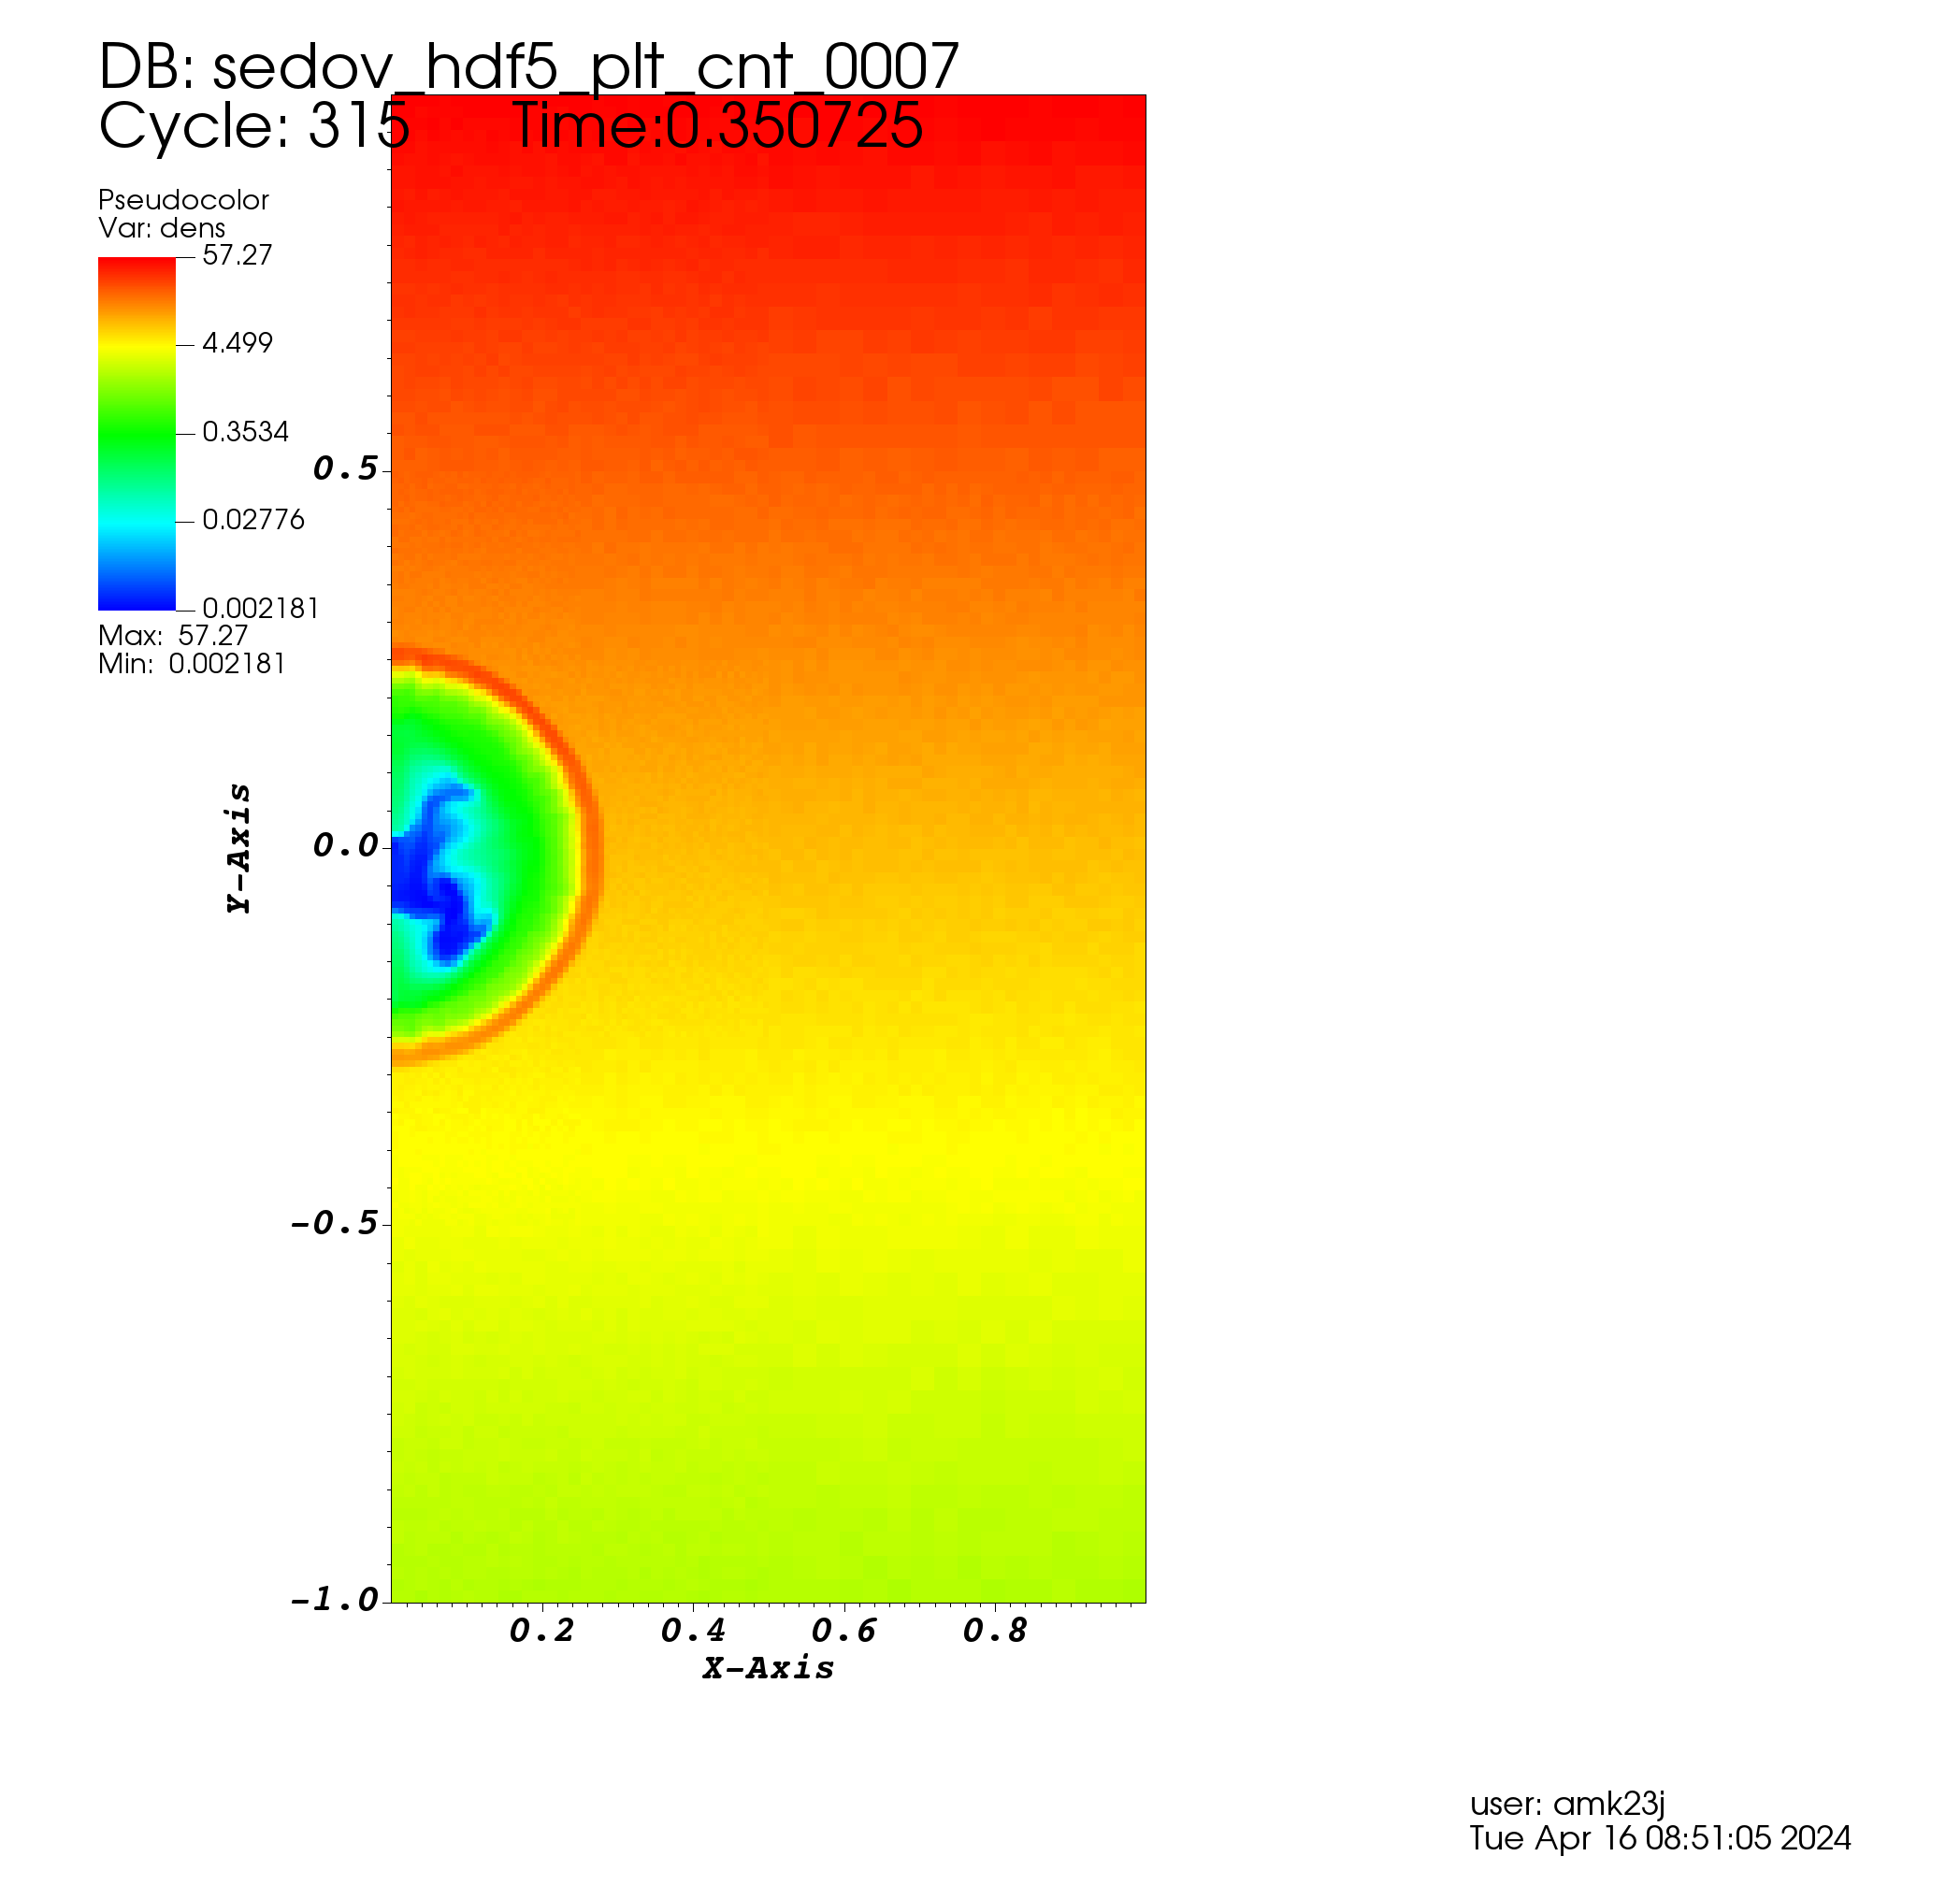 DB: sedov_hdf5_plt_cnt_0007
Cycle: 315 Time:0.350725
Pseudocolor
Var: dens
57.27
4.499
0.3534
0.02776
0.002181
Max: 57.27
Min: 0.002181
0.5
0.0
-0.5
-1.0
Y-Axis
0.2 0.4 0.6 0.8
X-Axis
user: amk23j
Tue Apr 16 08:51:05 2024